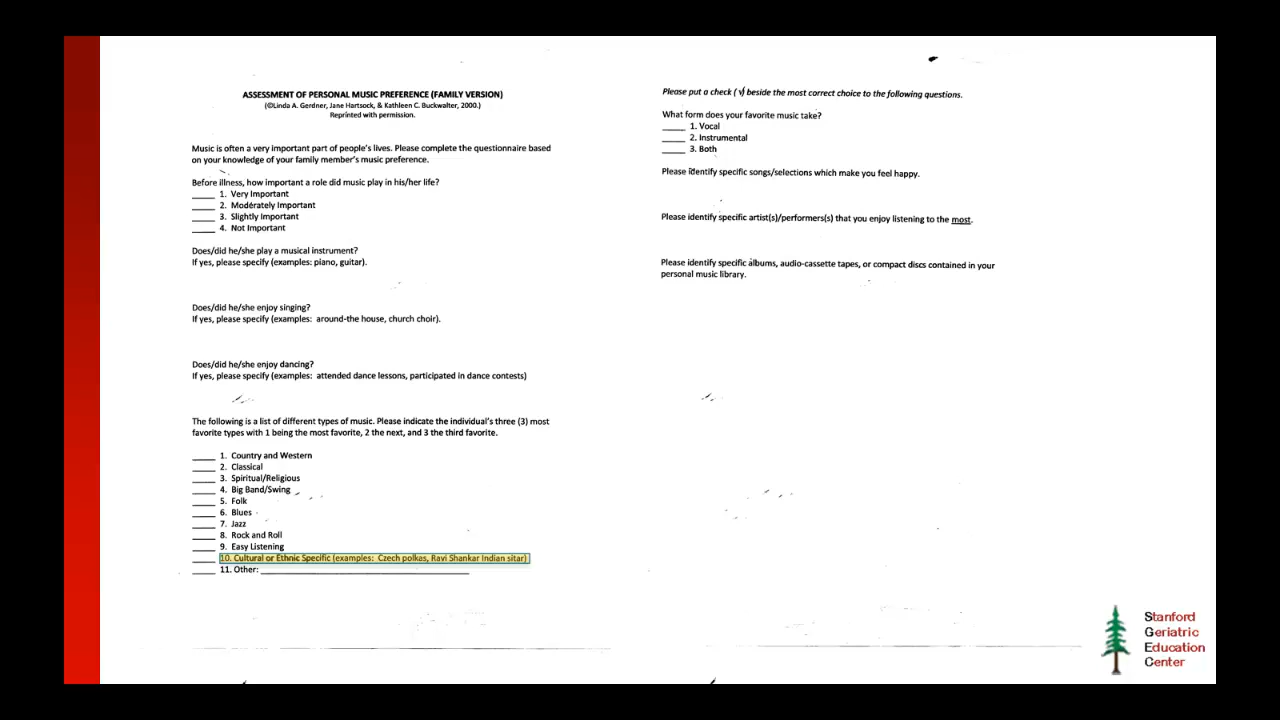 ASSESSMENT OF PERSONAL MUSIC PREFERENCE (FAMILY VERSION)
(©Linda A. Gerdner, Jane Hartsock, & Kathleen C. Buckwalter, 2000.)
Reprinted with permission.
Music is often a very important part of people's lives. Please complete the questionnaire based
on your knowledge of your family member's music preference.
Before illness, how important a role did music play in his/her life?
_____ 1. Very Important
_____ 2. Moderately Important
_____ 3. Slightly Important
_____ 4. Not Important
Does/did he/she play a musical instrument?
If yes, please specify (examples: piano, guitar).
Does/did he/she enjoy singing?
If yes, please specify (examples: around-the house, church choir).
Does/did he/she enjoy dancing?
If yes, please specify (examples: attended dance lessons, participated in dance contests)
The following is a list of different types of music. Please indicate the individual's three (3) most
favorite types with 1 being the most favorite, 2 the next, and 3 the third favorite.
_____ 1. Country and Western
_____ 2. Classical
_____ 3. Spiritual/Religious
_____ 4. Big Band/Swing
_____ 5. Folk
_____ 6. Blues
_____ 7. Jazz
_____ 8. Rock and Roll
_____ 9. Easy Listening
_____ 10. Cultural or Ethnic Specific (examples: Czech polkas, Ravi Shankar Indian sitar)
_____ 11. Other: ____________________
Please put a check (√) beside the most correct choice to the following questions.
What form does your favorite music take?
_____ 1. Vocal
_____ 2. Instrumental
_____ 3. Both
Please identify specific songs/selections which make you feel happy.
Please identify specific artist(s)/performers(s) that you enjoy listening to the most.
Please identify specific albums, audio-cassette tapes, or compact discs contained in your
personal music library.
Stanford
Geriatric
Education
Center